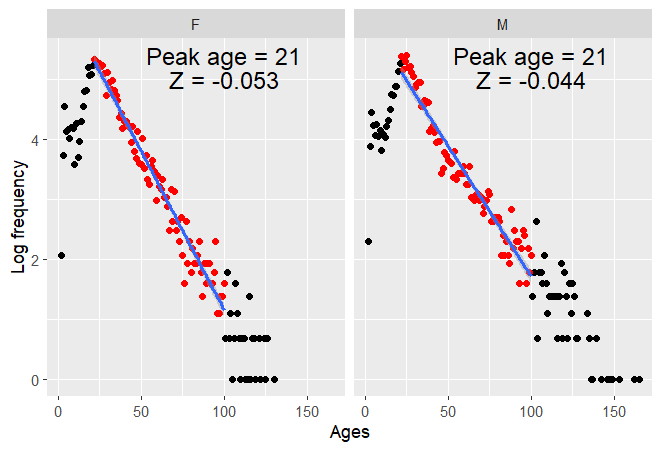 F
M
Peak age = 21
Z = -0.053
Peak age = 21
Z = -0.044
Log frequency
4
2
0
0
50
100
150
0
50
100
150
Ages